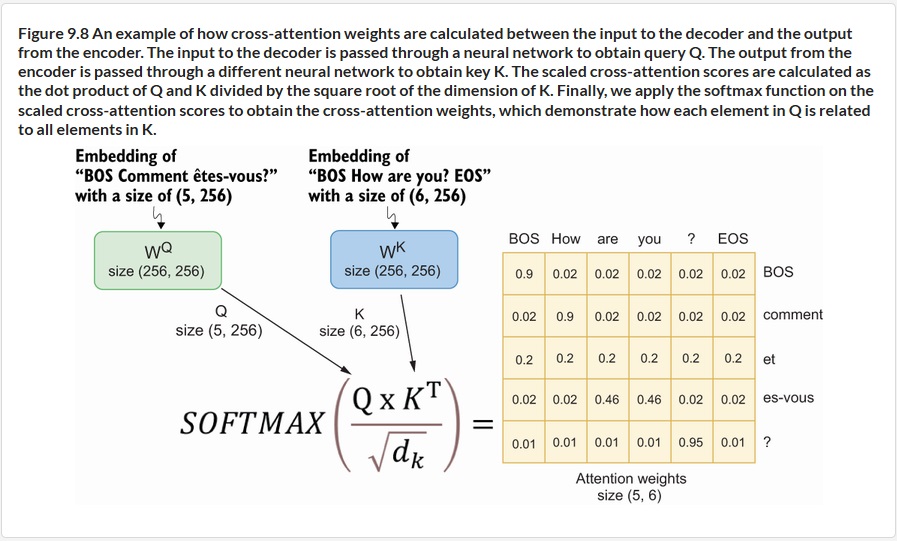 Figure 9.8 An example of how cross-attention weights are calculated between the input to the decoder and the output
from the encoder. The input to the decoder is passed through a neural network to obtain query Q. The output from the
encoder is passed through a different neural network to obtain key K. The scaled cross-attention scores are calculated as
the dot product of Q and K divided by the square root of the dimension of K. Finally, we apply the softmax function on the
scaled cross-attention scores to obtain the cross-attention weights, which demonstrate how each element in Q is related
to all elements in K.
Embedding of
“BOS Comment êtes-vous?”
with a size of (5, 256)
Embedding of
“BOS How are you? EOS”
with a size of (6, 256)
W^Q
size (256, 256)
W^K
size (256, 256)
Q
size (5, 256)
K
size (6, 256)
SOFTMAX ( Q x K^T / √d_k ) =
BOS How are you ? EOS
0.9 0.02 0.02 0.02 0.02 0.02 BOS
0.02 0.9 0.02 0.02 0.02 0.02 comment
0.2 0.2 0.2 0.2 0.2 0.2 et
0.02 0.02 0.46 0.46 0.02 0.02 es-vous
0.01 0.01 0.01 0.01 0.95 0.01 ?
Attention weights
size (5, 6)